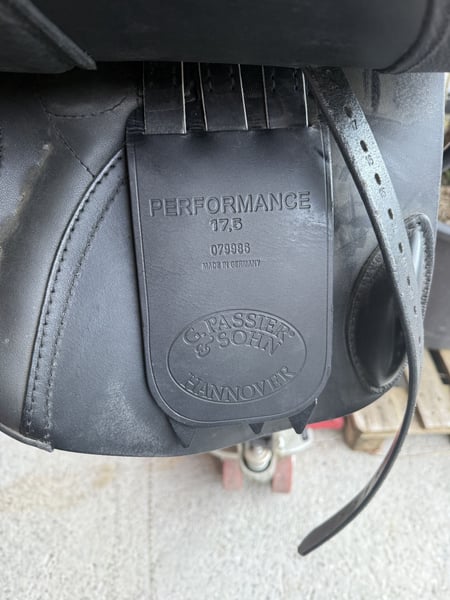 PERFORMANCE
17,5
079986
MADE IN GERMANY
G. PASSIER
& SOHN
HANNOVER